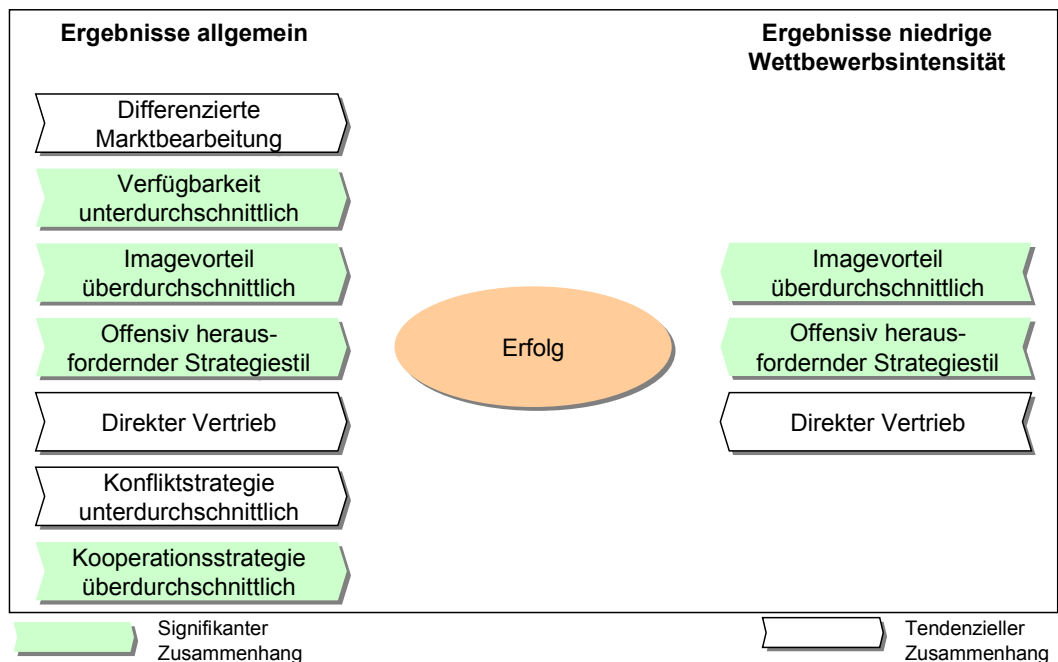 Ergebnisse allgemein
Ergebnisse niedrige
Wettbewerbsintensität
Differenzierte
Marktbearbeitung
Verfügbarkeit
unterdurchschnittlich
Imagevorteil
überdurchschnittlich
Offensiv heraus-
fordernder Strategiestil
Direkter Vertrieb
Konfliktstrategie
unterdurchschnittlich
Kooperationsstrategie
überdurchschnittlich
Erfolg
Imagevorteil
überdurchschnittlich
Offensiv heraus-
fordernder Strategiestil
Direkter Vertrieb
Signifikanter
Zusammenhang
Tendenzieller
Zusammenhang